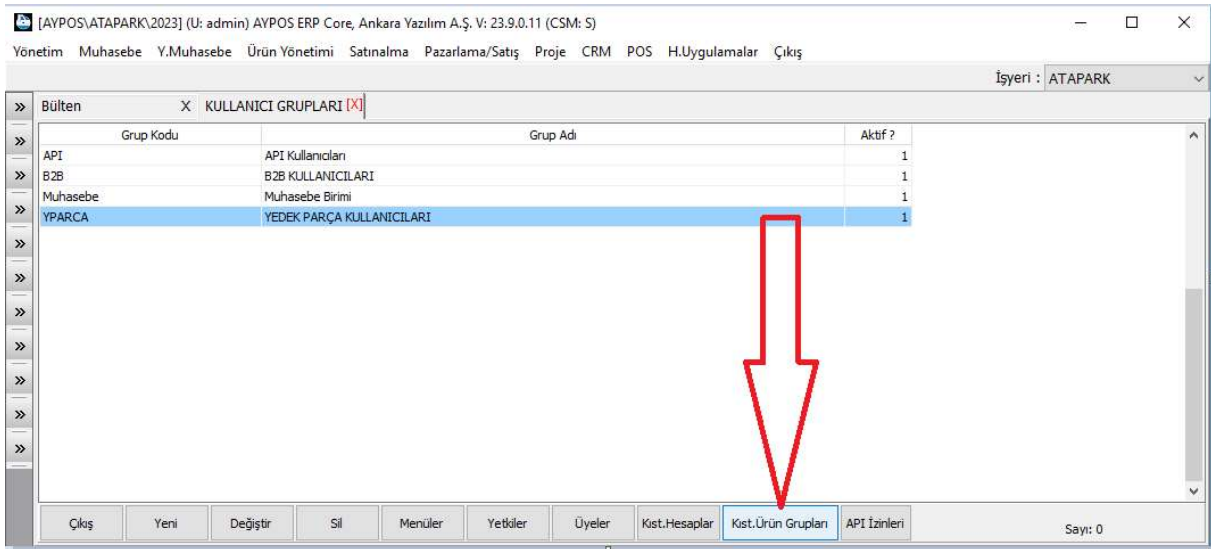 [AYPOS\ATAPARK\2023] (U: admin) AYPOS ERP Core, Ankara Yazılım A.Ş. V: 23.9.0.11 (CSM: S)
Yönetim Muhasebe Y.Muhasebe Ürün Yönetimi Satınalma Pazarlama/Satış Proje CRM POS H.Uygulamalar Çıkış
İşyeri : ATAPARK
Bülten X KULLANICI GRUPLARI [X]
Grup Kodu Grup Adı Aktif ?
API API Kullanıcıları 1
B2B B2B KULLANICILARI 1
Muhasebe Muhasebe Birimi 1
YPARCA YEDEK PARÇA KULLANICILARI 1
Çıkış Yeni Değiştir Sil Menüler Yetkiler Üyeler Kıst.Hesaplar Kıst.Ürün Grupları API İzinleri Sayı: 0